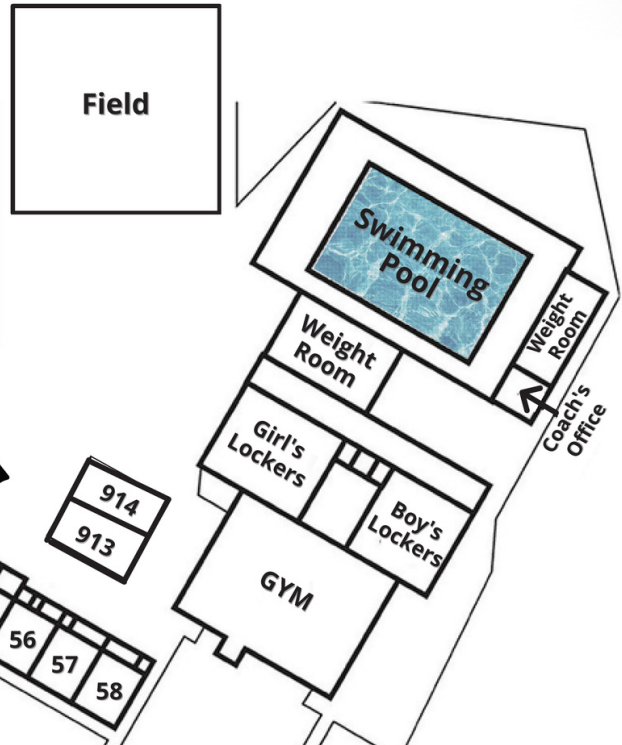 Field
Swimming
Pool
Weight
Room
Weight
Room
Coach's
Office
Girl's
Lockers
Boy's
Lockers
914
913
GYM
56
57
58